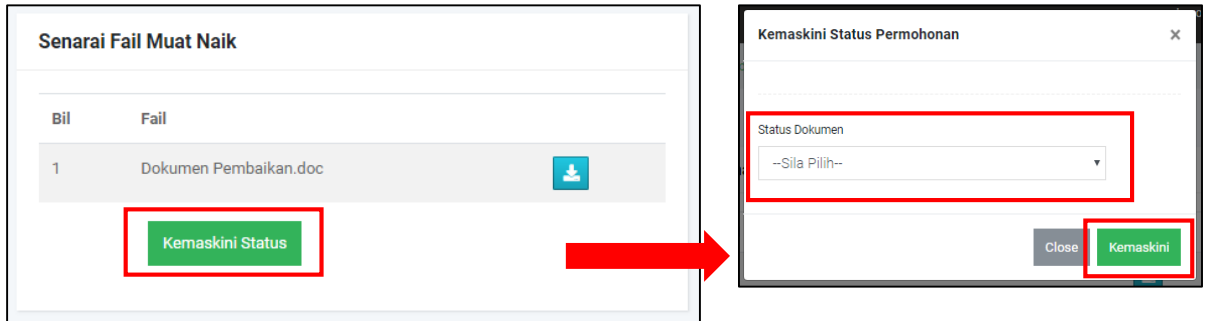 Senarai Fail Muat Naik
Bil Fail
1 Dokumen Pembaikan.doc
Kemaskini Status
Kemaskini Status Permohonan ×
Status Dokumen
--Sila Pilih--
Close Kemaskini